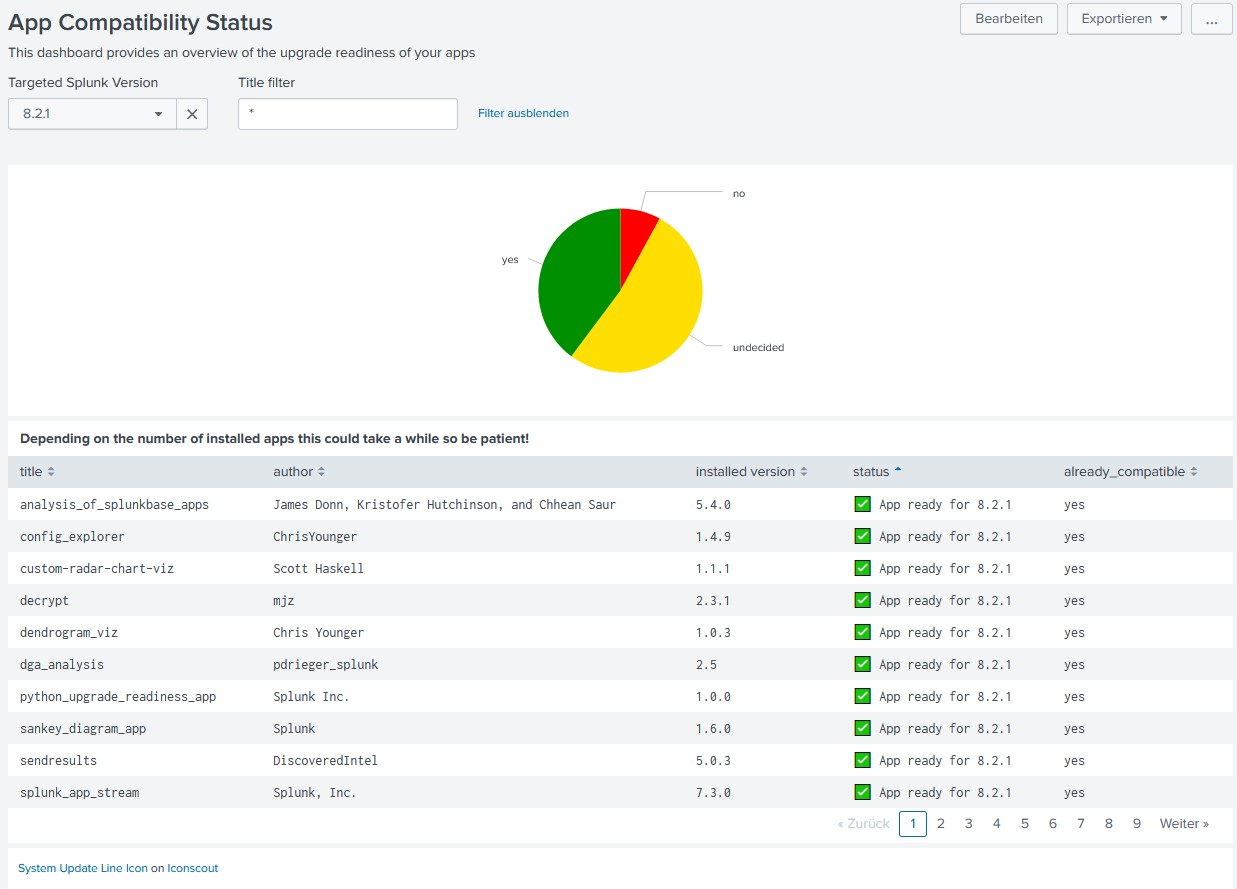 App Compatibility Status
Bearbeiten
Exportieren
...
This dashboard provides an overview of the upgrade readiness of your apps
Targeted Splunk Version
Title filter
8.2.1
*
Filter ausblenden
no
yes
undecided
Depending on the number of installed apps this could take a while so be patient!
title author installed version status already_compatible
analysis_of_splunkbase_apps James Donn, Kristofer Hutchinson, and Chhean Saur 5.4.0 App ready for 8.2.1 yes
config_explorer ChrisYounger 1.4.9 App ready for 8.2.1 yes
custom-radar-chart-viz Scott Haskell 1.1.1 App ready for 8.2.1 yes
decrypt mjz 2.3.1 App ready for 8.2.1 yes
dendrogram_viz Chris Younger 1.0.3 App ready for 8.2.1 yes
dga_analysis pdrieger_splunk 2.5 App ready for 8.2.1 yes
python_upgrade_readiness_app Splunk Inc. 1.0.0 App ready for 8.2.1 yes
sankey_diagram_app Splunk 1.6.0 App ready for 8.2.1 yes
sendresults DiscoveredIntel 5.0.3 App ready for 8.2.1 yes
splunk_app_stream Splunk, Inc. 7.3.0 App ready for 8.2.1 yes
« Zurück 1 2 3 4 5 6 7 8 9 Weiter »
System Update Line Icon on Iconscout